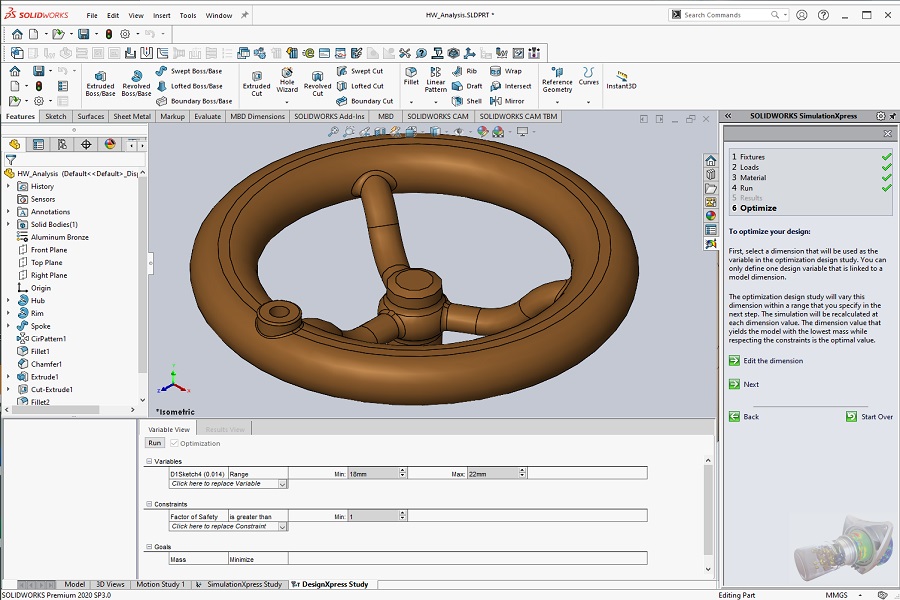 SOLIDWORKS File Edit View Insert Tools Window HW_Analysis.SLDPRT * Search Commands
Extruded Boss/Base
Revolved Boss/Base
Swept Boss/Base
Lofted Boss/Base
Boundary Boss/Base
Extruded Cut
Hole Wizard
Revolved Cut
Swept Cut
Lofted Cut
Boundary Cut
Fillet
Linear Pattern
Rib
Draft
Shell
Wrap
Intersect
Mirror
Reference Geometry
Curves
Instant3D
Features Sketch Surfaces Sheet Metal Markup Evaluate MBD Dimensions SOLIDWORKS Add-Ins MBD SOLIDWORKS CAM SOLIDWORKS CAM TBM
HW_Analysis (Default<<Default>_Disp
History
Sensors
Annotations
Solid Bodies(1)
Aluminum Bronze
Front Plane
Top Plane
Right Plane
Origin
Hub
Rim
Spoke
CirPattern1
Fillet1
Chamfer1
Extrude1
Cut-Extrude1
Fillet2
*Isometric
SOLIDWORKS SimulationXpress
1 Fixtures
2 Loads
3 Material
4 Run
5 Results
6 Optimize
To optimize your design:
First, select a dimension that will be used as the
variable in the optimization design study. You can
only define one design variable that is linked to a
model dimension.
The optimization design study will vary this
dimension within a range that you specify in the
next step. The simulation will be recalculated at
each dimension value. The dimension value that
yields the model with the lowest mass while
respecting the constraints is the optimal value.
Edit the dimension
Next
Back Start Over
Variable View Results View
Run Optimization
Variables
D1Sketch4 (0.014) Range Min: 18mm Max: 22mm
Click here to replace Variable
Constraints
Factor of Safety is greater than Min: 1
Click here to replace Constraint
Goals
Mass Minimize
Model 3D Views Motion Study 1 SimulationXpress Study DesignXpress Study
SOLIDWORKS Premium 2020 SP3.0 Editing Part MMGS